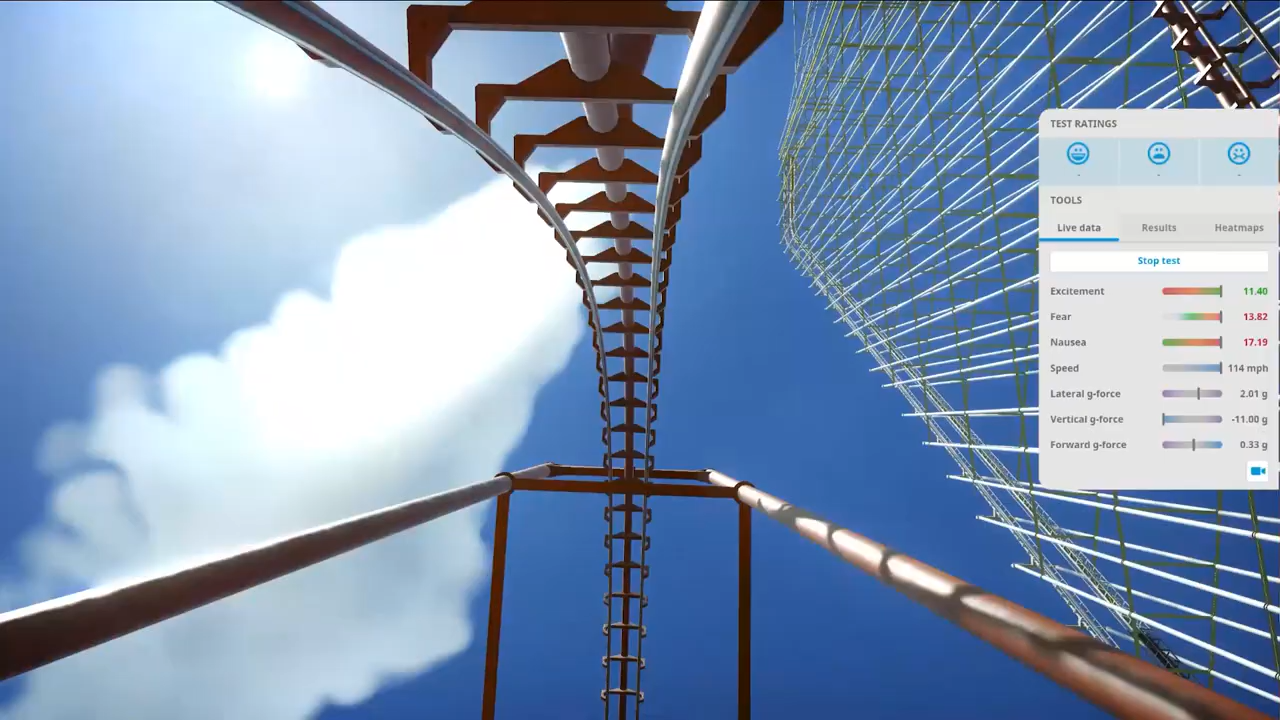 TEST RATINGS
- - -
TOOLS
Live data Results Heatmaps
Stop test
Excitement 11.40
Fear 13.82
Nausea 17.19
Speed 114 mph
Lateral g-force 2.01 g
Vertical g-force -11.00 g
Forward g-force 0.33 g